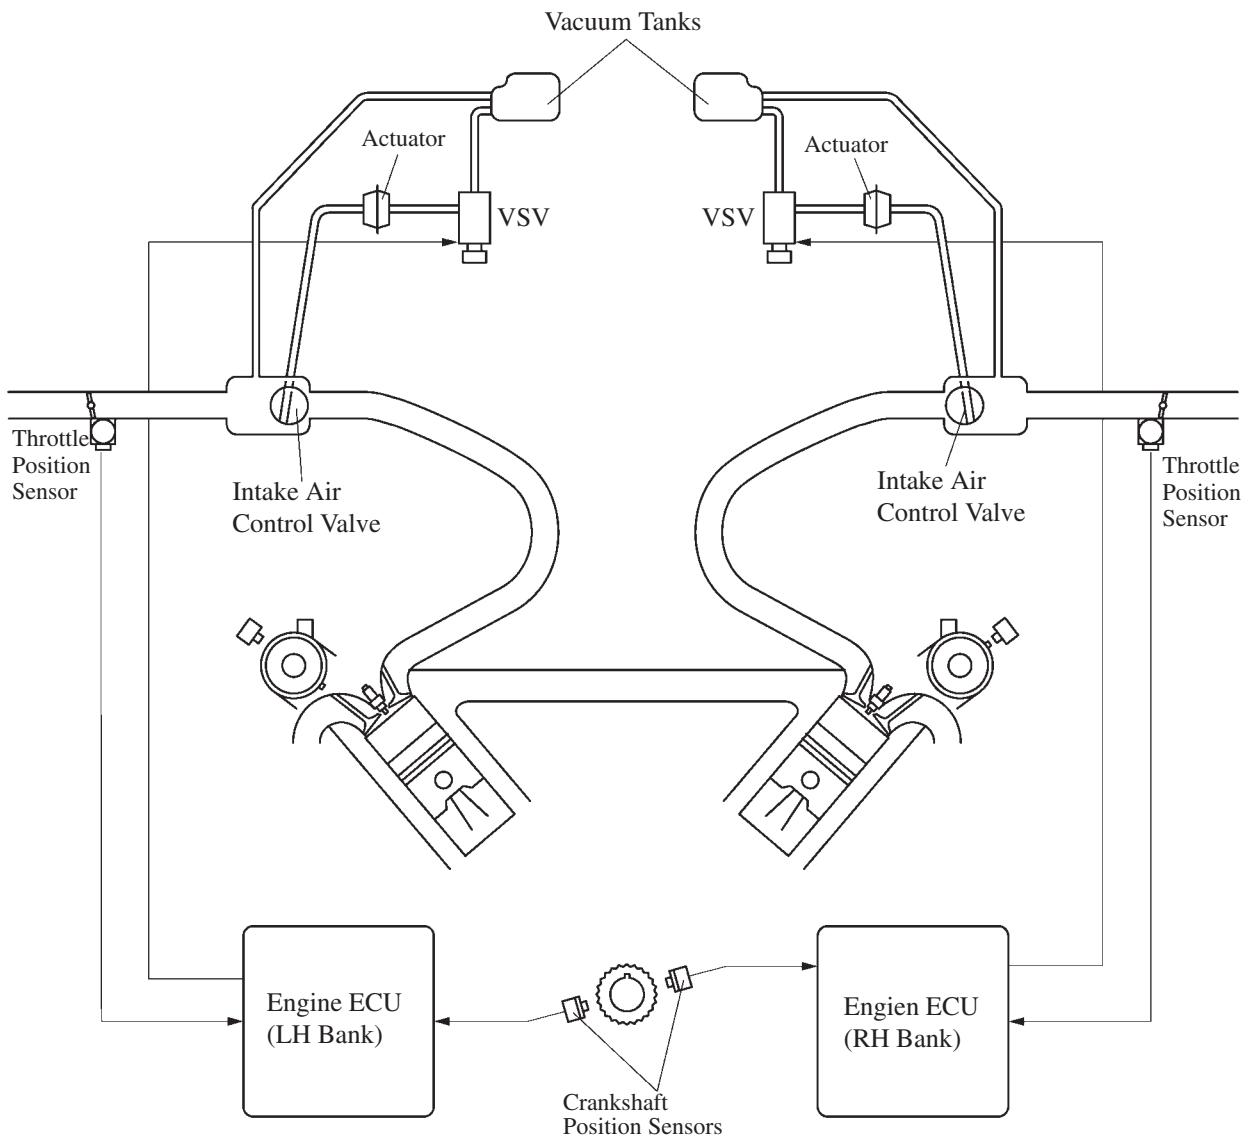 Vacuum Tanks
Actuator
Actuator
VSV
VSV
Throttle
Position
Sensor
Intake Air
Control Valve
Intake Air
Control Valve
Throttle
Position
Sensor
Engine ECU
(LH Bank)
Engien ECU
(RH Bank)
Crankshaft
Position Sensors